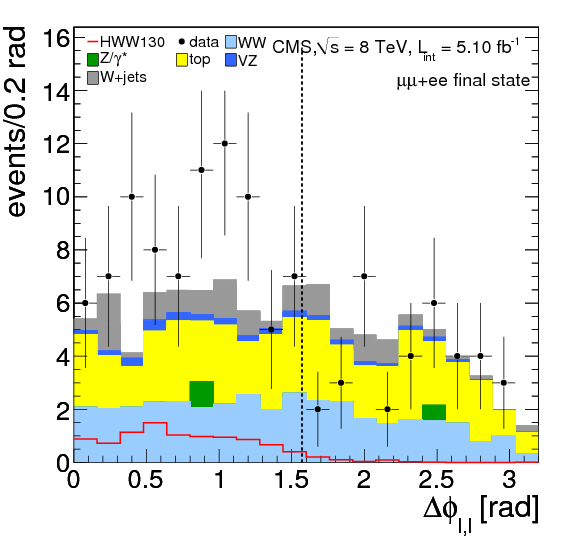 HWW130 data WW CMS, √s = 8 TeV, L_int = 5.10 fb⁻¹
Z/γ* top VZ
W+jets
μμ+ee final state
events/0.2 rad
16
14
12
10
8
6
4
2
0
0 0.5 1 1.5 2 2.5 3
Δϕ_l,l [rad]